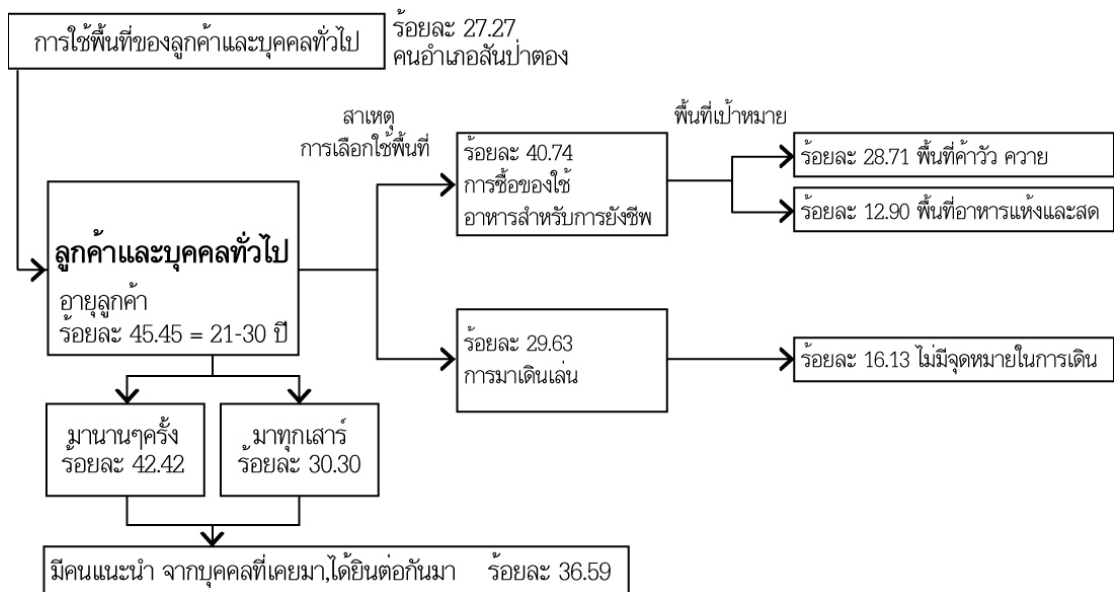 การใช้พื้นที่ของลูกค้าและบุคคลทั่วไป
ร้อยละ 27.27
คนอำเภอสันป่าตอง
สาเหตุ
การเลือกใช้พื้นที่
พื้นที่เป้าหมาย
ร้อยละ 40.74
การซื้อของใช้
อาหารสำหรับการยังชีพ
ร้อยละ 28.71 พื้นที่ค้าวัว ควาย
ร้อยละ 12.90 พื้นที่อาหารแห้งและสด
ลูกค้าและบุคคลทั่วไป
อายุลูกค้า
ร้อยละ 45.45 = 21-30 ปี
ร้อยละ 29.63
การมาเดินเล่น
ร้อยละ 16.13 ไม่มีจุดหมายในการเดิน
มานานๆครั้ง
ร้อยละ 42.42
มาทุกเสาร์
ร้อยละ 30.30
มีคนแนะนำ จากบุคคลที่เคยมา,ได้ยินต่อกันมา ร้อยละ 36.59